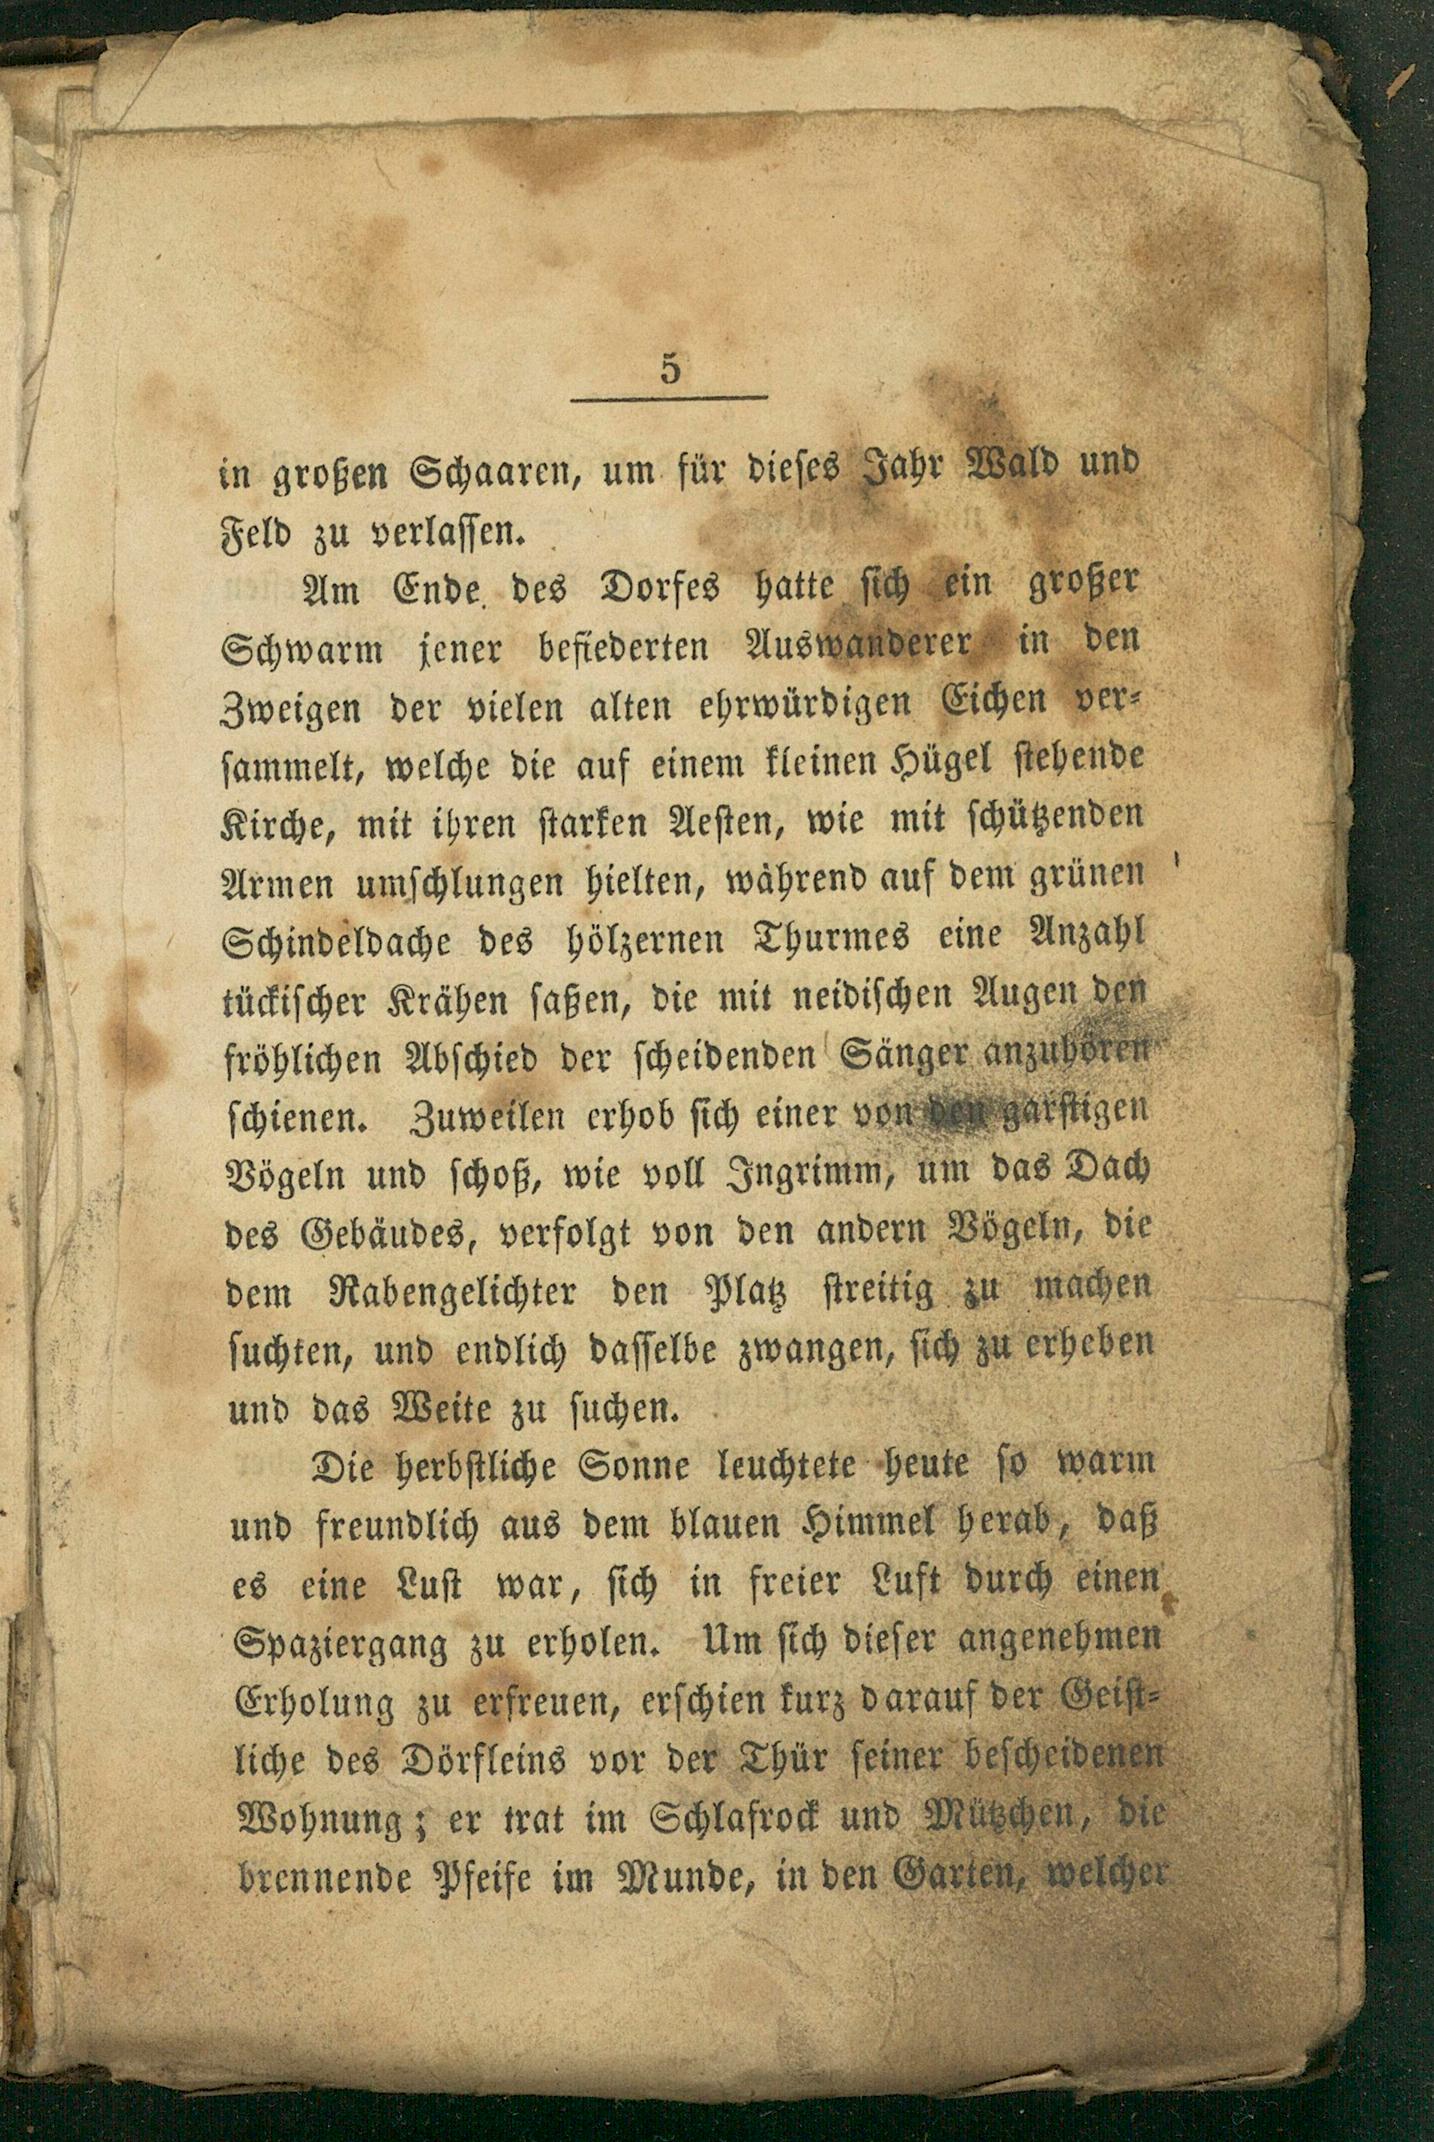 5
in großen Schaaren, um für dieses Jahr Wald und
Feld zu verlassen.
Am Ende des Dorfes hatte sich ein großer
Schwarm jener befiederten Auswanderer in den
Zweigen der vielen alten ehrwürdigen Eichen ver-
sammelt, welche die auf einem kleinen Hügel stehende
Kirche, mit ihren starken Aesten, wie mit schützenden
Armen umschlungen hielten, während auf dem grünen
Schindeldache des hölzernen Thurmes eine Anzahl
tückischer Krähen saßen, die mit neidischen Augen den
fröhlichen Abschied der scheidenden Sänger anzuhören
schienen. Zuweilen erhob sich einer von den garstigen
Vögeln und schoß, wie voll Ingrimm, um das Dach
des Gebäudes, verfolgt von den andern Vögeln, die
dem Rabengelichter den Platz streitig zu machen
suchten, und endlich dasselbe zwangen, sich zu erheben
und das Weite zu suchen.
Die herbstliche Sonne leuchtete heute so warm
und freundlich aus dem blauen Himmel herab, daß
es eine Lust war, sich in freier Luft durch einen
Spaziergang zu erholen. Um sich dieser angenehmen
Erholung zu erfreuen, erschien kurz darauf der Geist-
liche des Dörfleins vor der Thür seiner bescheidenen
Wohnung; er trat im Schlafrock und Mützchen, die
brennende Pfeife im Munde, in den Garten, welcher